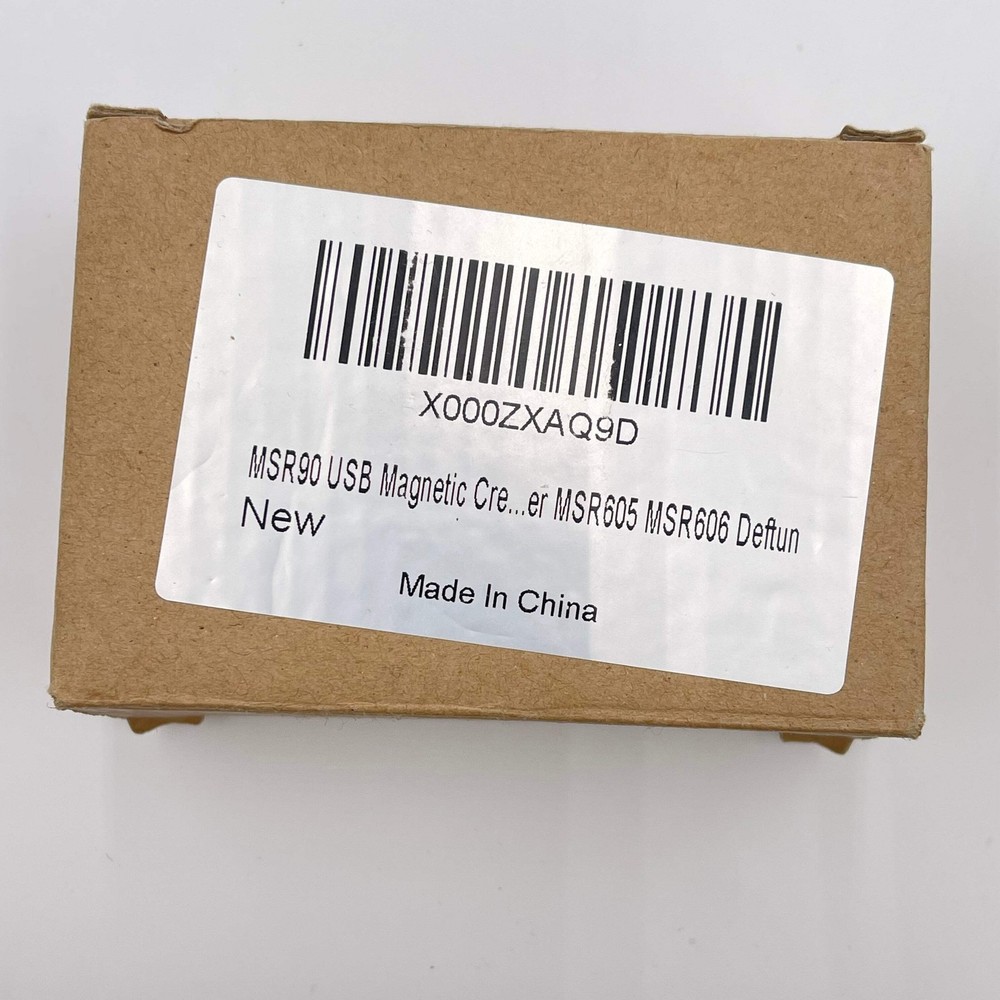 X000ZXAQ9D
MSR90 USB Magnetic Cre...er MSR605 MSR606 Deftun
New
Made In China